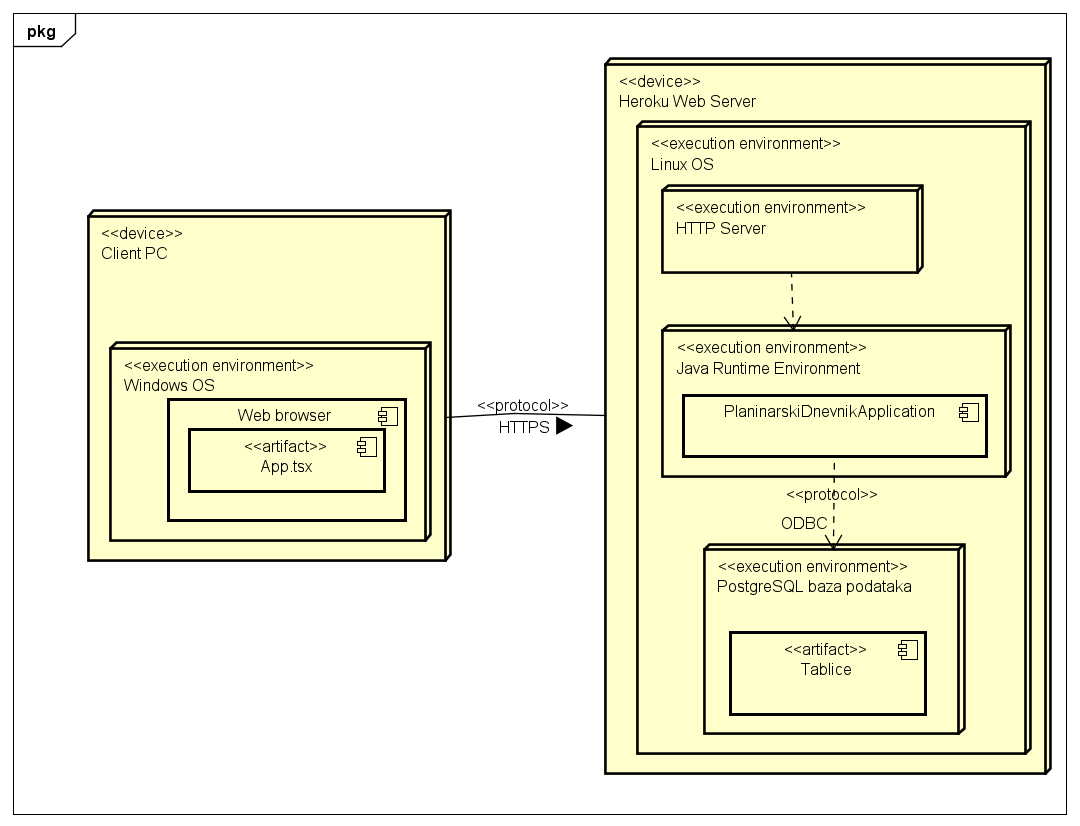 pkg
<<device>>
Client PC
<<execution environment>>
Windows OS
Web browser
<<artifact>>
App.tsx
<<protocol>>
HTTPS
<<device>>
Heroku Web Server
<<execution environment>>
Linux OS
<<execution environment>>
HTTP Server
<<execution environment>>
Java Runtime Environment
PlaninarskiDnevnikApplication
<<protocol>>
ODBC
<<execution environment>>
PostgreSQL baza podataka
<<artifact>>
Tablice